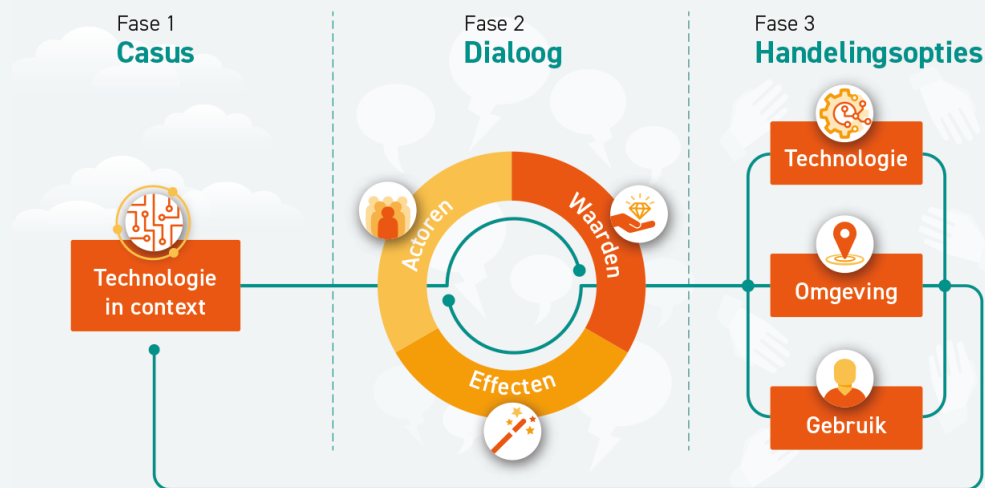 Fase 1
Casus
Technologie
in context
Fase 2
Dialoog
Actoren
Waarden
Effecten
Fase 3
Handelingsopties
Technologie
Omgeving
Gebruik